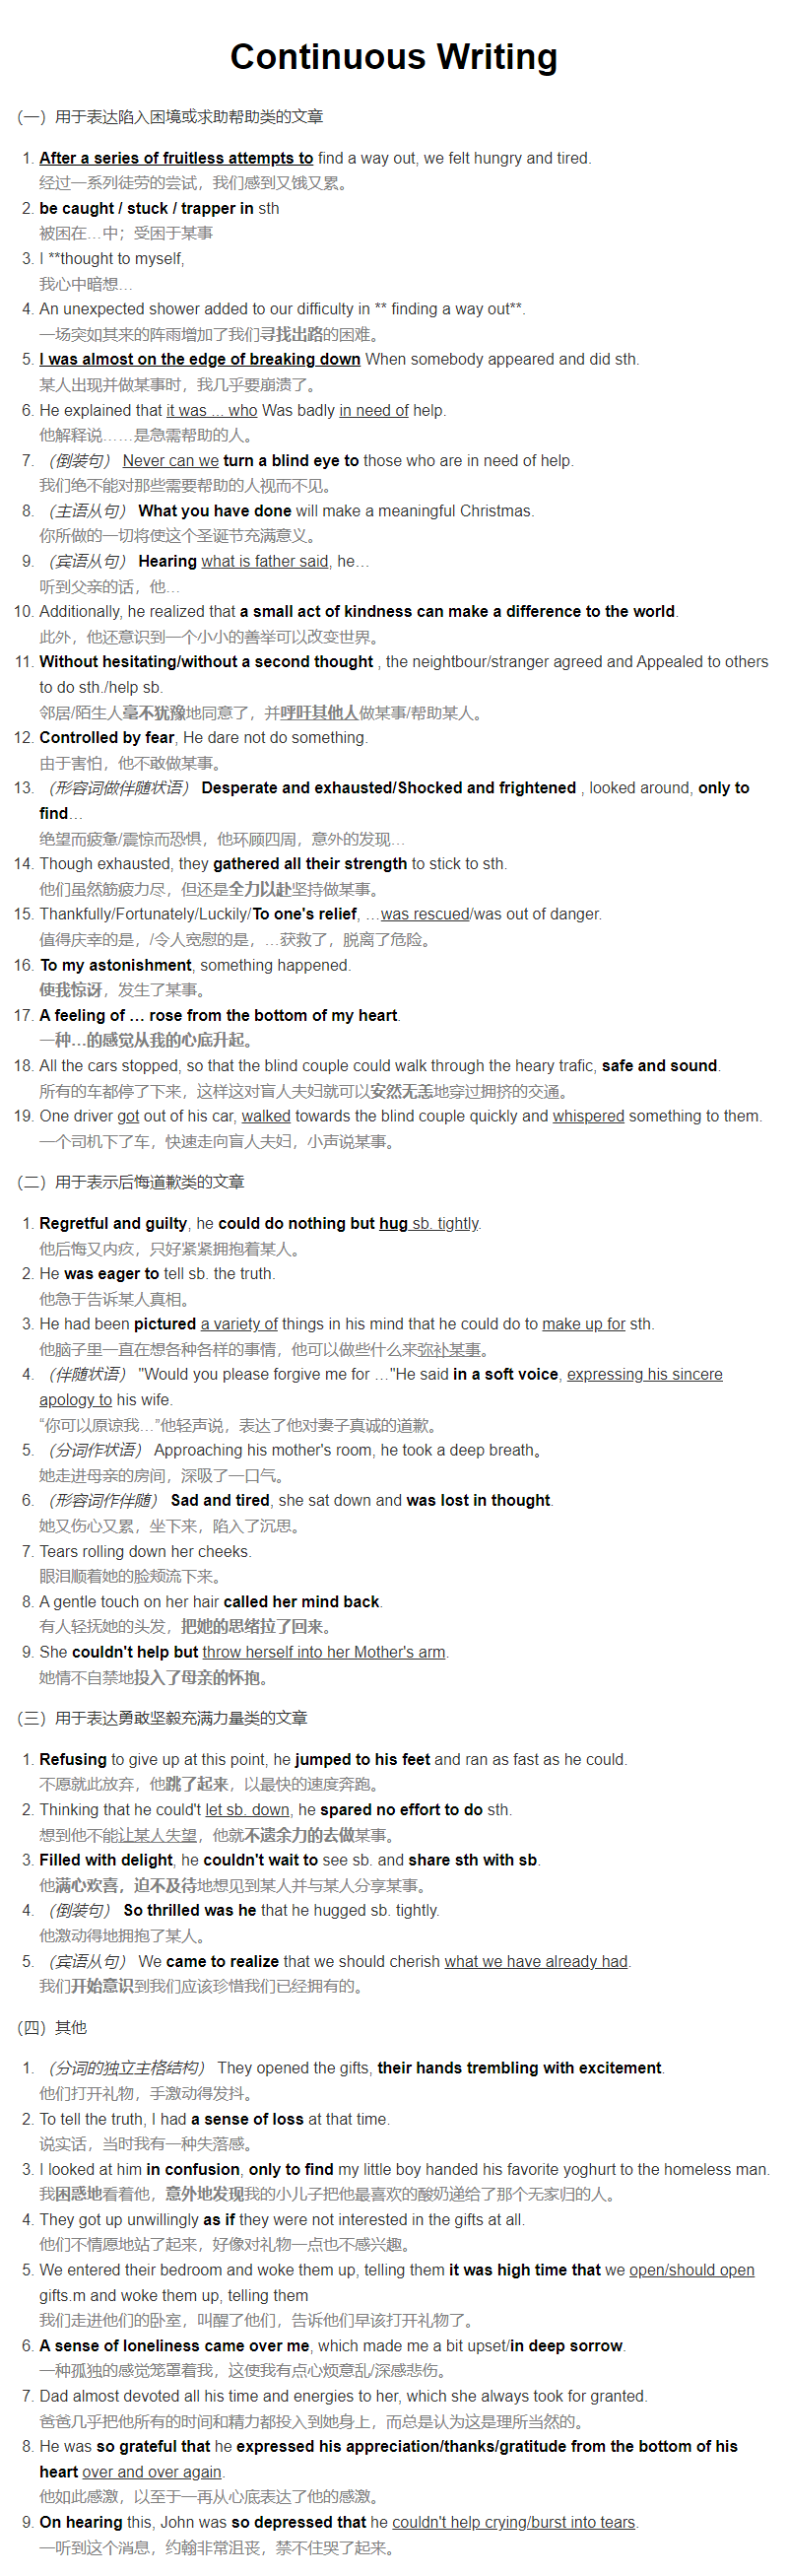 Continuous Writing
（一）用于表达陷入困境或求助帮助类的文章
1. After a series of fruitless attempts to find a way out, we felt hungry and tired.
经过一系列徒劳的尝试，我们感到又饿又累。
2. be caught / stuck / trapper in sth
被困在…中；受困于某事
3. I **thought to myself,
我心中暗想…
4. An unexpected shower added to our difficulty in ** finding a way out**.
一场突如其来的阵雨增加了我们寻找出路的困难。
5. I was almost on the edge of breaking down When somebody appeared and did sth.
某人出现并做某事时，我几乎要崩溃了。
6. He explained that it was ... who Was badly in need of help.
他解释说……是急需帮助的人。
7. （倒装句） Never can we turn a blind eye to those who are in need of help.
我们绝不能对那些需要帮助的人视而不见。
8. （主语从句） What you have done will make a meaningful Christmas.
你所做的一切将使这个圣诞节充满意义。
9. （宾语从句） Hearing what is father said, he…
听到父亲的话，他…
10. Additionally, he realized that a small act of kindness can make a difference to the world.
此外，他还意识到一个小小的善举可以改变世界。
11. Without hesitating/without a second thought , the neighbour/stranger agreed and Appealed to others
to do sth./help sb.
邻居/陌生人毫不犹豫地同意了，并呼吁其他人做某事/帮助某人。
12. Controlled by fear, He dare not do something.
由于害怕，他不敢做某事。
13. （形容词做伴随状语） Desperate and exhausted/Shocked and frightened , looked around, only to
find…
绝望而疲惫/震惊而恐惧，他环顾四周，意外的发现…
14. Though exhausted, they gathered all their strength to stick to sth.
他们虽然筋疲力尽，但还是全力以赴坚持做某事。
15. Thankfully/Fortunately/Luckily/To one's relief, …was rescued/was out of danger.
值得庆幸的是，/令人宽慰的是，…获救了，脱离了危险。
16. To my astonishment, something happened.
使我惊讶，发生了某事。
17. A feeling of … rose from the bottom of my heart.
一种…的感觉从我的心底升起。
18. All the cars stopped, so that the blind couple could walk through the heary trafic, safe and sound.
所有的车都停了下来，这样这对盲人夫妇就可以安然无恙地穿过拥挤的交通。
19. One driver got out of his car, walked towards the blind couple quickly and whispered something to them.
一个司机下了车，快速走向盲人夫妇，小声说某事。
（二）用于表示后悔道歉类的文章
1. Regretful and guilty, he could do nothing but hug sb. tightly.
他后悔又内疚，只好紧紧拥抱着某人。
2. He was eager to tell sb. the truth.
他急于告诉某人真相。
3. He had been pictured a variety of things in his mind that he could do to make up for sth.
他脑子里一直在想各种各样的事情，他可以做些什么来弥补某事。
4. （伴随状语） "Would you please forgive me for …"He said in a soft voice, expressing his sincere
apology to his wife.
“你可以原谅我…”他轻声说，表达了他对妻子真诚的道歉。
5. （分词作状语） Approaching his mother's room, he took a deep breath。
她走进母亲的房间，深吸了一口气。
6. （形容词作伴随） Sad and tired, she sat down and was lost in thought.
她又伤心又累，坐下来，陷入了沉思。
7. Tears rolling down her cheeks.
眼泪顺着她的脸颊流下来。
8. A gentle touch on her hair called her mind back.
有人轻抚她的头发，把她的思绪拉了回来。
9. She couldn't help but throw herself into her Mother's arm.
她情不自禁地投入了母亲的怀抱。
（三）用于表达勇敢坚毅充满力量类的文章
1. Refusing to give up at this point, he jumped to his feet and ran as fast as he could.
不愿就此放弃，他跳了起来，以最快的速度奔跑。
2. Thinking that he could't let sb. down, he spared no effort to do sth.
想到他不能让某人失望，他就不遗余力的去做某事。
3. Filled with delight, he couldn't wait to see sb. and share sth with sb.
他满心欢喜，迫不及待地想见到某人并与某人分享某事。
4. （倒装句） So thrilled was he that he hugged sb. tightly.
他激动得地拥抱了某人。
5. （宾语从句） We came to realize that we should cherish what we have already had.
我们开始意识到我们应该珍惜我们已经拥有的。
（四）其他
1. （分词的独立主格结构） They opened the gifts, their hands trembling with excitement.
他们打开礼物，手激动得发抖。
2. To tell the truth, I had a sense of loss at that time.
说实话，当时我有一种失落感。
3. I looked at him in confusion, only to find my little boy handed his favorite yoghurt to the homeless man.
我困惑地看着他，意外地发现我的小儿子把他最喜欢的酸奶递给了那个无家归的人。
4. They got up unwillingly as if they were not interested in the gifts at all.
他们不情愿地站了起来，好像对礼物一点也不感兴趣。
5. We entered their bedroom and woke them up, telling them it was high time that we open/should open
gifts.m and woke them up, telling them
我们走进他们的卧室，叫醒了他们，告诉他们早该打开礼物了。
6. A sense of loneliness came over me, which made me a bit upset/in deep sorrow.
一种孤独的感觉笼罩着我，这使我有点心烦意乱/深感悲伤。
7. Dad almost devoted all his time and energies to her, which she always took for granted.
爸爸几乎把他所有的时间和精力都投入到她身上，而总是认为这是理所当然的。
8. He was so grateful that he expressed his appreciation/thanks/gratitude from the bottom of his
heart over and over again.
他如此感激，以至于一再从心底表达了他的感激。
9. On hearing this, John was so depressed that he couldn't help crying/burst into tears.
一听到这个消息，约翰非常沮丧，禁不住哭了起来。